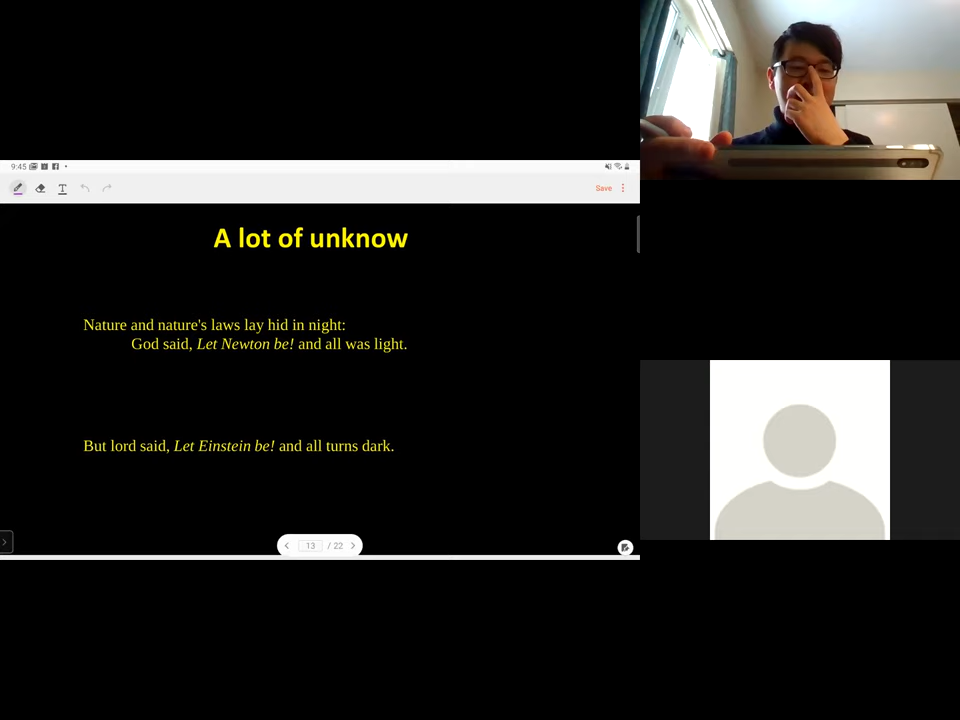 9:45
Save
A lot of unknow
Nature and nature's laws lay hid in night:
God said, Let Newton be! and all was light.
But lord said, Let Einstein be! and all turns dark.
13 / 22